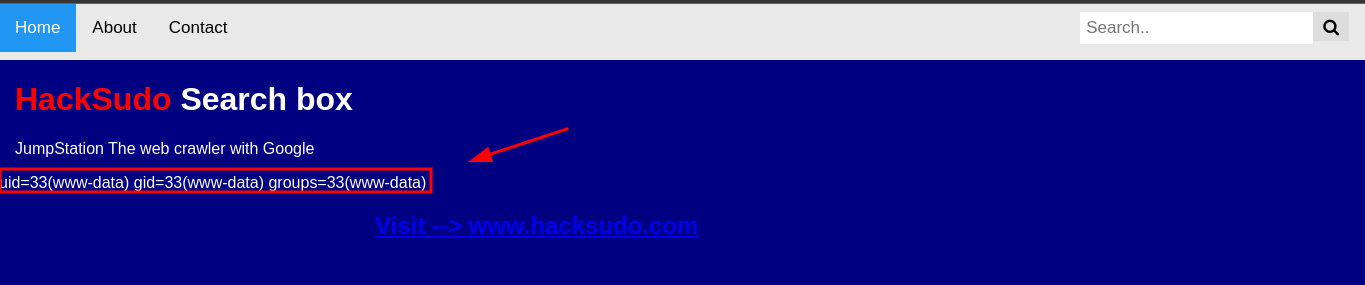 Home About Contact Search..
HackSudo Search box
JumpStation The web crawler with Google
uid=33(www-data) gid=33(www-data) groups=33(www-data)
Visit --> www.hacksudo.com